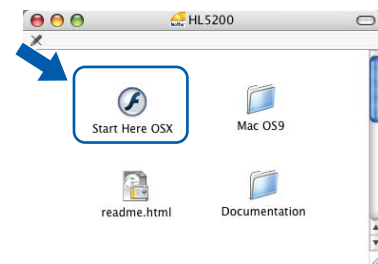 HL5200
Start Here OSX
Mac OS9
readme.html
Documentation